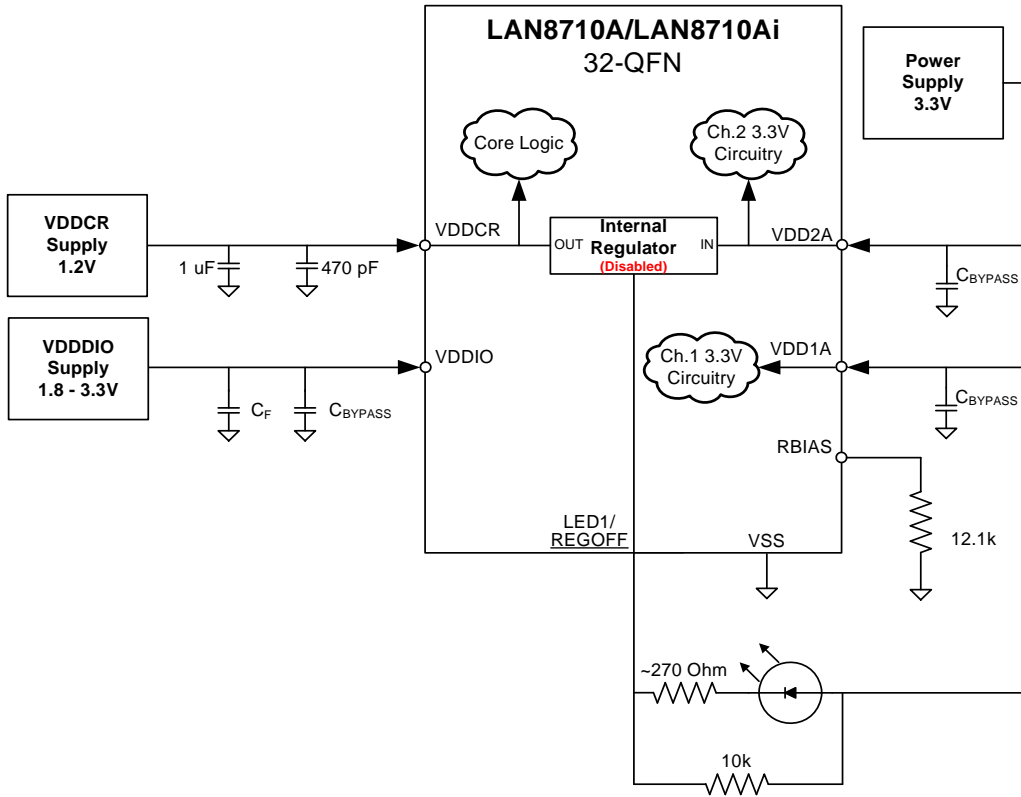 LAN8710A/LAN8710Ai
32-QFN
Power
Supply
3.3V
Core Logic
Ch.2 3.3V
Circuitry
VDDCR
Supply
1.2V
VDDCR
OUT
Internal
Regulator
(Disabled)
IN
VDD2A
1 uF
470 pF
CBYPASS
VDDDIO
Supply
1.8 - 3.3V
VDDIO
Ch.1 3.3V
Circuitry
VDD1A
CF
CBYPASS
CBYPASS
RBIAS
12.1k
LED1/
REGOFF
VSS
~270 Ohm
10k